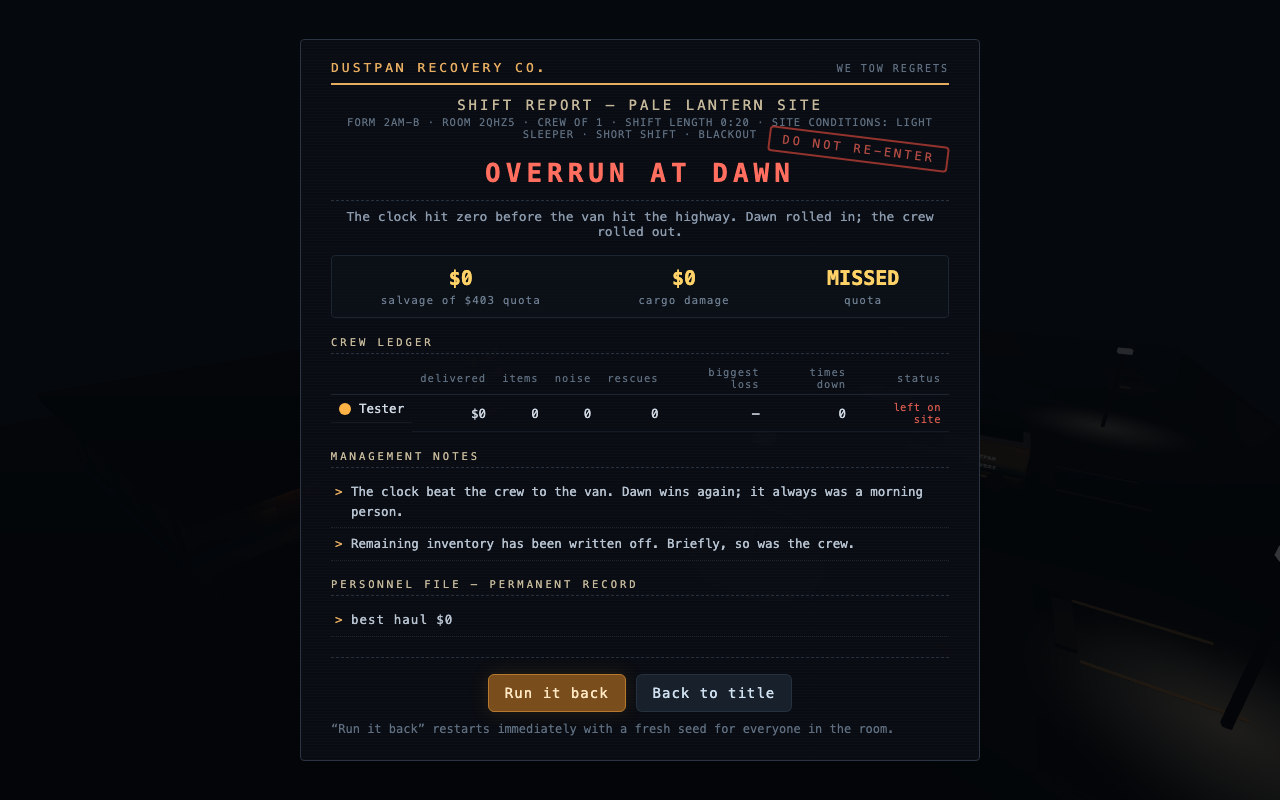 DUSTPAN RECOVERY CO.
WE TOW REGRETS
SHIFT REPORT — PALE LANTERN SITE
FORM 2AM-B · ROOM 2QHZ5 · CREW OF 1 · SHIFT LENGTH 0:20 · SITE CONDITIONS: LIGHT
SLEEPER · SHORT SHIFT · BLACKOUT
DO NOT RE-ENTER
OVERRUN AT DAWN
The clock hit zero before the van hit the highway. Dawn rolled in; the crew
rolled out.
$0 $0 MISSED
salvage of $403 quota cargo damage quota
CREW LEDGER
delivered items noise rescues biggest loss times down status
Tester $0 0 0 0 — 0 left on site
MANAGEMENT NOTES
> The clock beat the crew to the van. Dawn wins again; it always was a morning
person.
> Remaining inventory has been written off. Briefly, so was the crew.
PERSONNEL FILE — PERMANENT RECORD
> best haul $0
Run it back Back to title
“Run it back” restarts immediately with a fresh seed for everyone in the room.